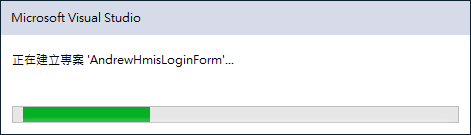 Microsoft Visual Studio
正在建立專案 'AndrewHmisLoginForm'...